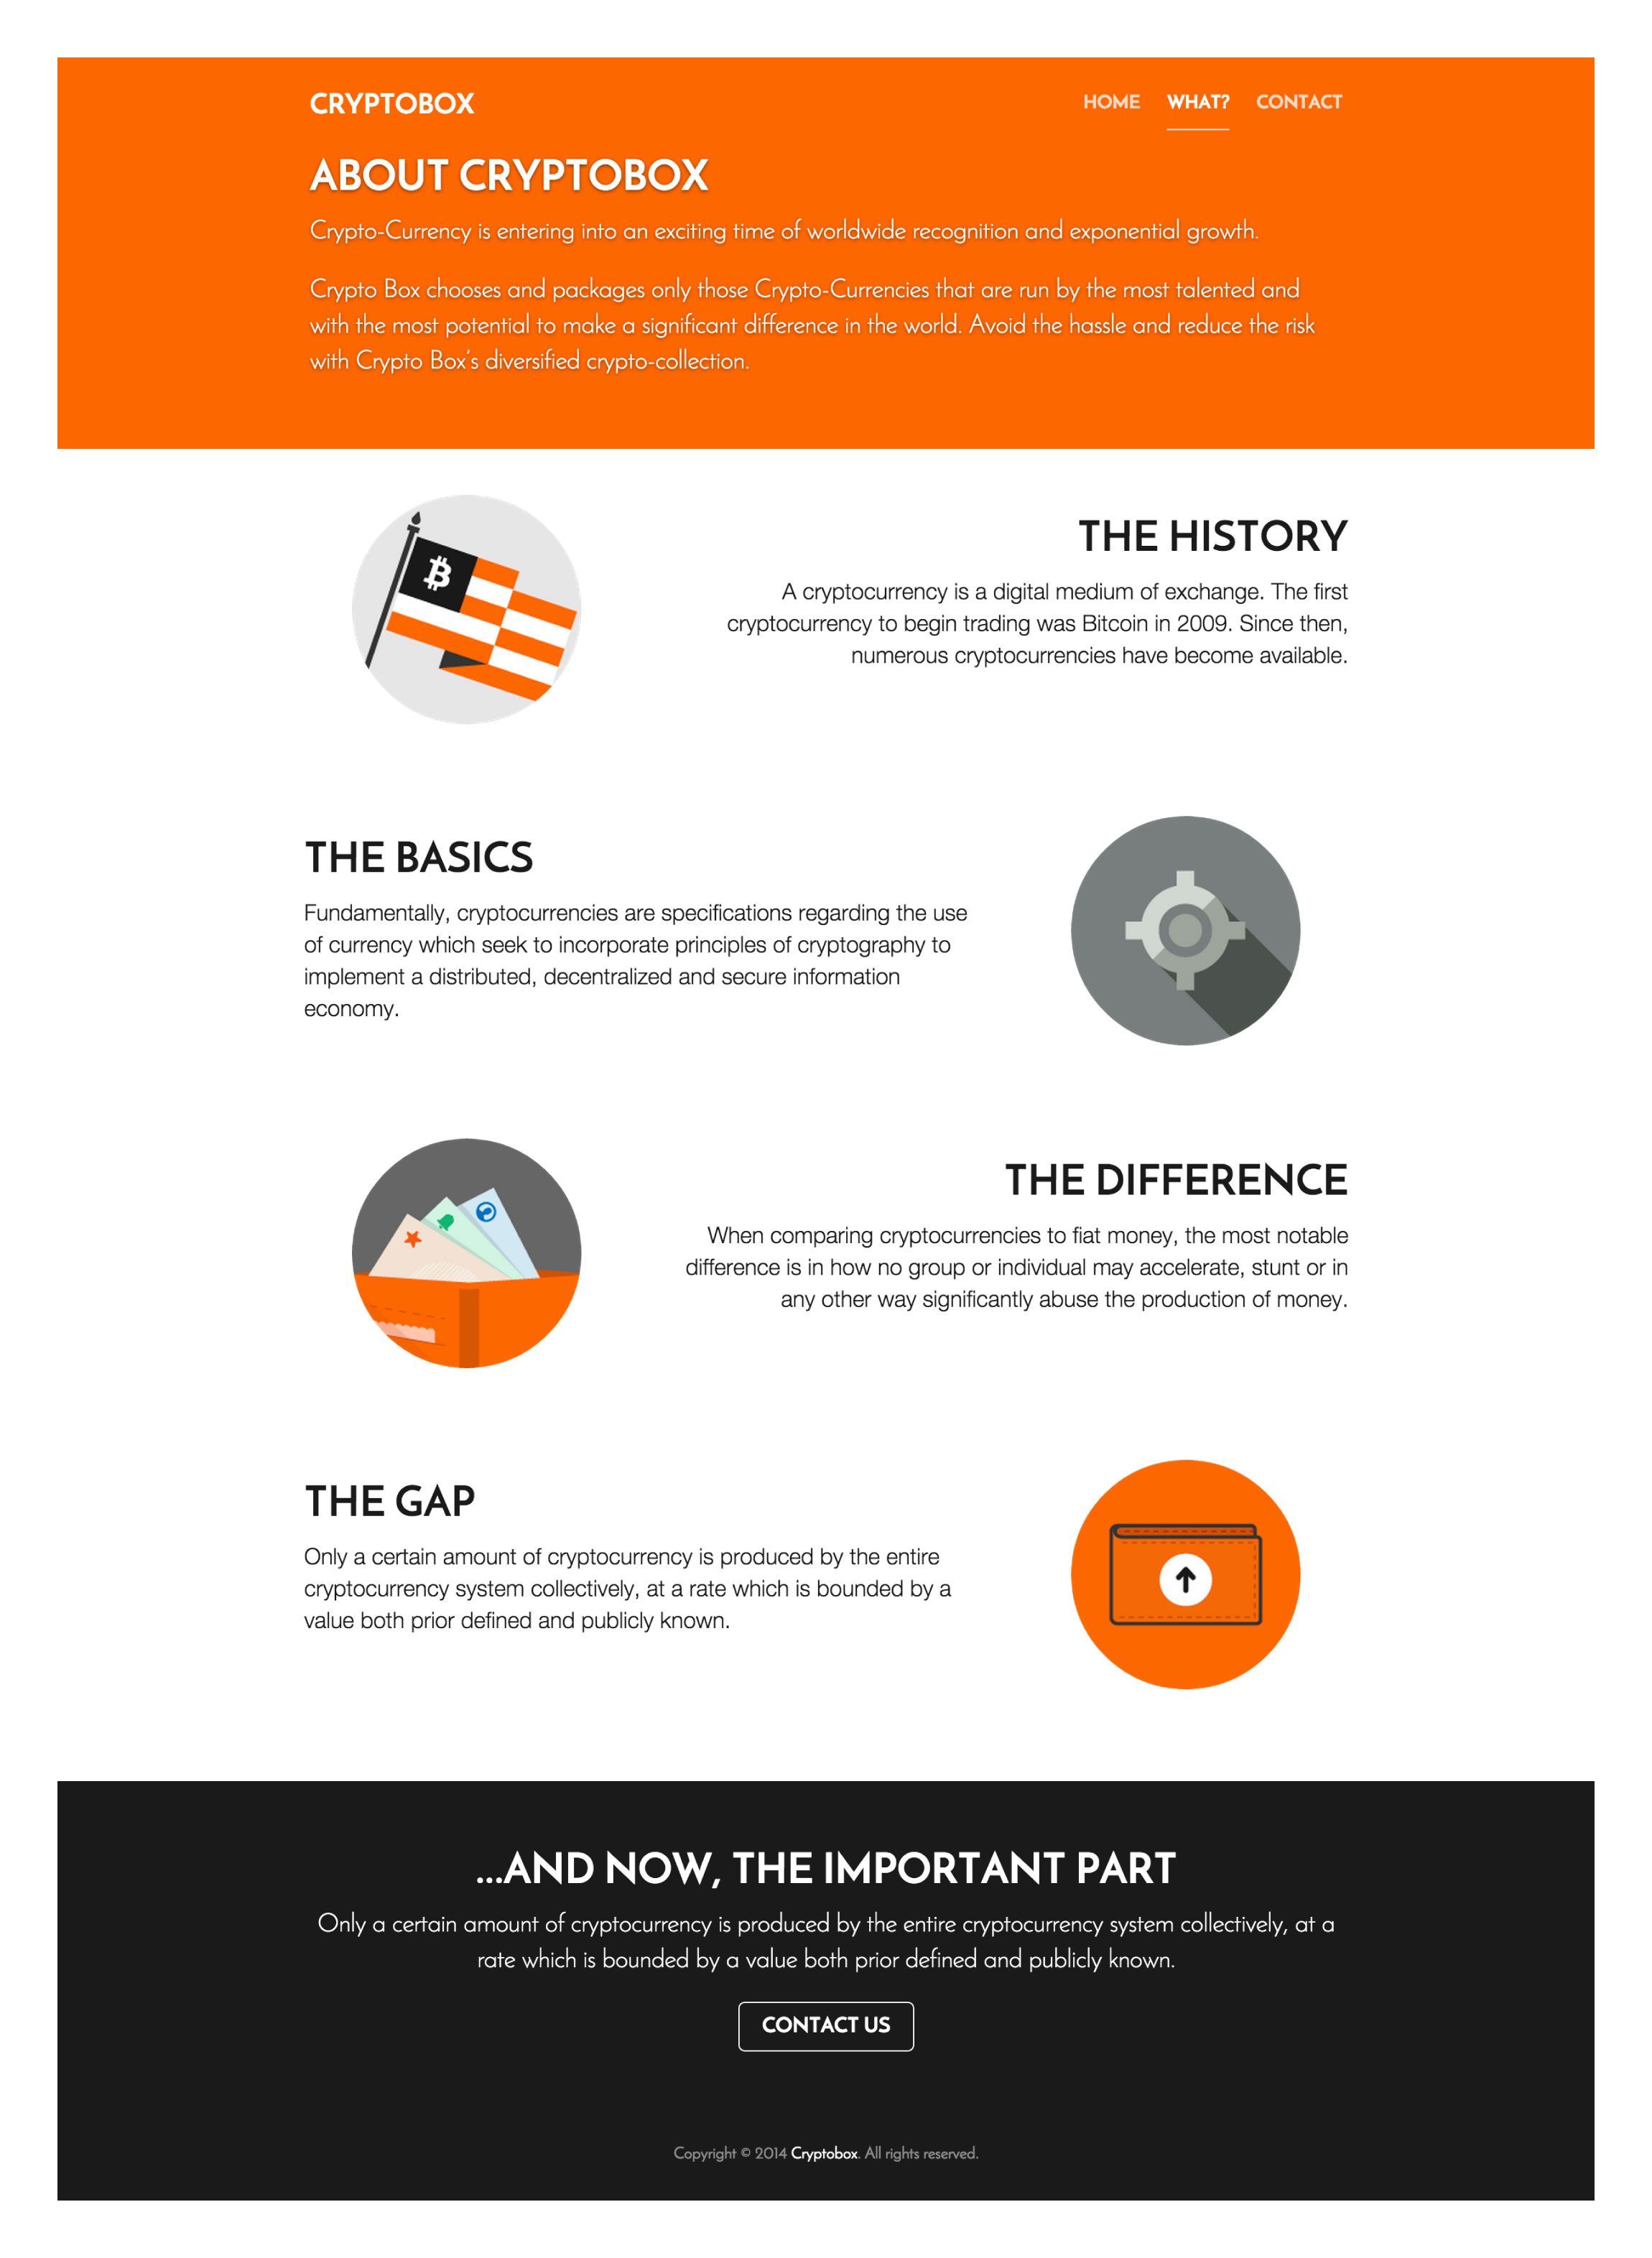 CRYPTOBOX
HOME WHAT? CONTACT
ABOUT CRYPTOBOX
Crypto-Currency is entering into an exciting time of worldwide recognition and exponential growth.
Crypto Box chooses and packages only those Crypto-Currencies that are run by the most talented and
with the most potential to make a significant difference in the world. Avoid the hassle and reduce the risk
with Crypto Box's diversified crypto-collection.
THE HISTORY
A cryptocurrency is a digital medium of exchange. The first
cryptocurrency to begin trading was Bitcoin in 2009. Since then,
numerous cryptocurrencies have become available.
THE BASICS
Fundamentally, cryptocurrencies are specifications regarding the use
of currency which seek to incorporate principles of cryptography to
implement a distributed, decentralized and secure information
economy.
THE DIFFERENCE
When comparing cryptocurrencies to fiat money, the most notable
difference is in how no group or individual may accelerate, stunt or in
any other way significantly abuse the production of money.
THE GAP
Only a certain amount of cryptocurrency is produced by the entire
cryptocurrency system collectively, at a rate which is bounded by a
value both prior defined and publicly known.
...AND NOW, THE IMPORTANT PART
Only a certain amount of cryptocurrency is produced by the entire cryptocurrency system collectively, at a
rate which is bounded by a value both prior defined and publicly known.
CONTACT US
Copyright © 2014 Cryptobox. All rights reserved.